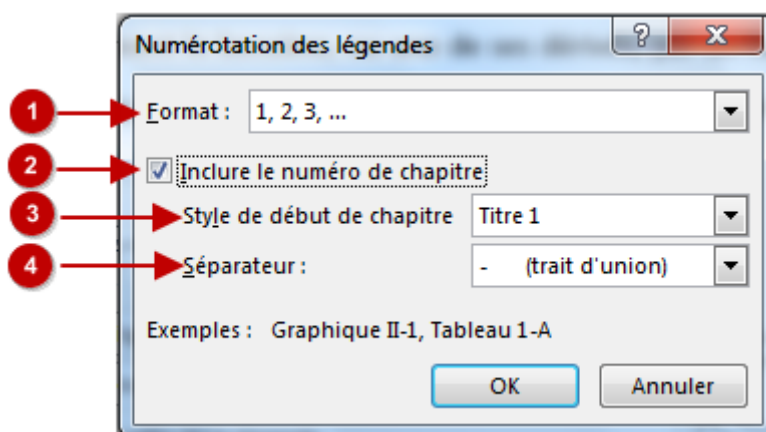 Numérotation des légendes
1 Format : 1, 2, 3, ...
2 Inclure le numéro de chapitre
3 Style de début de chapitre Titre 1
4 Séparateur : - (trait d'union)
Exemples : Graphique II-1, Tableau 1-A
OK Annuler